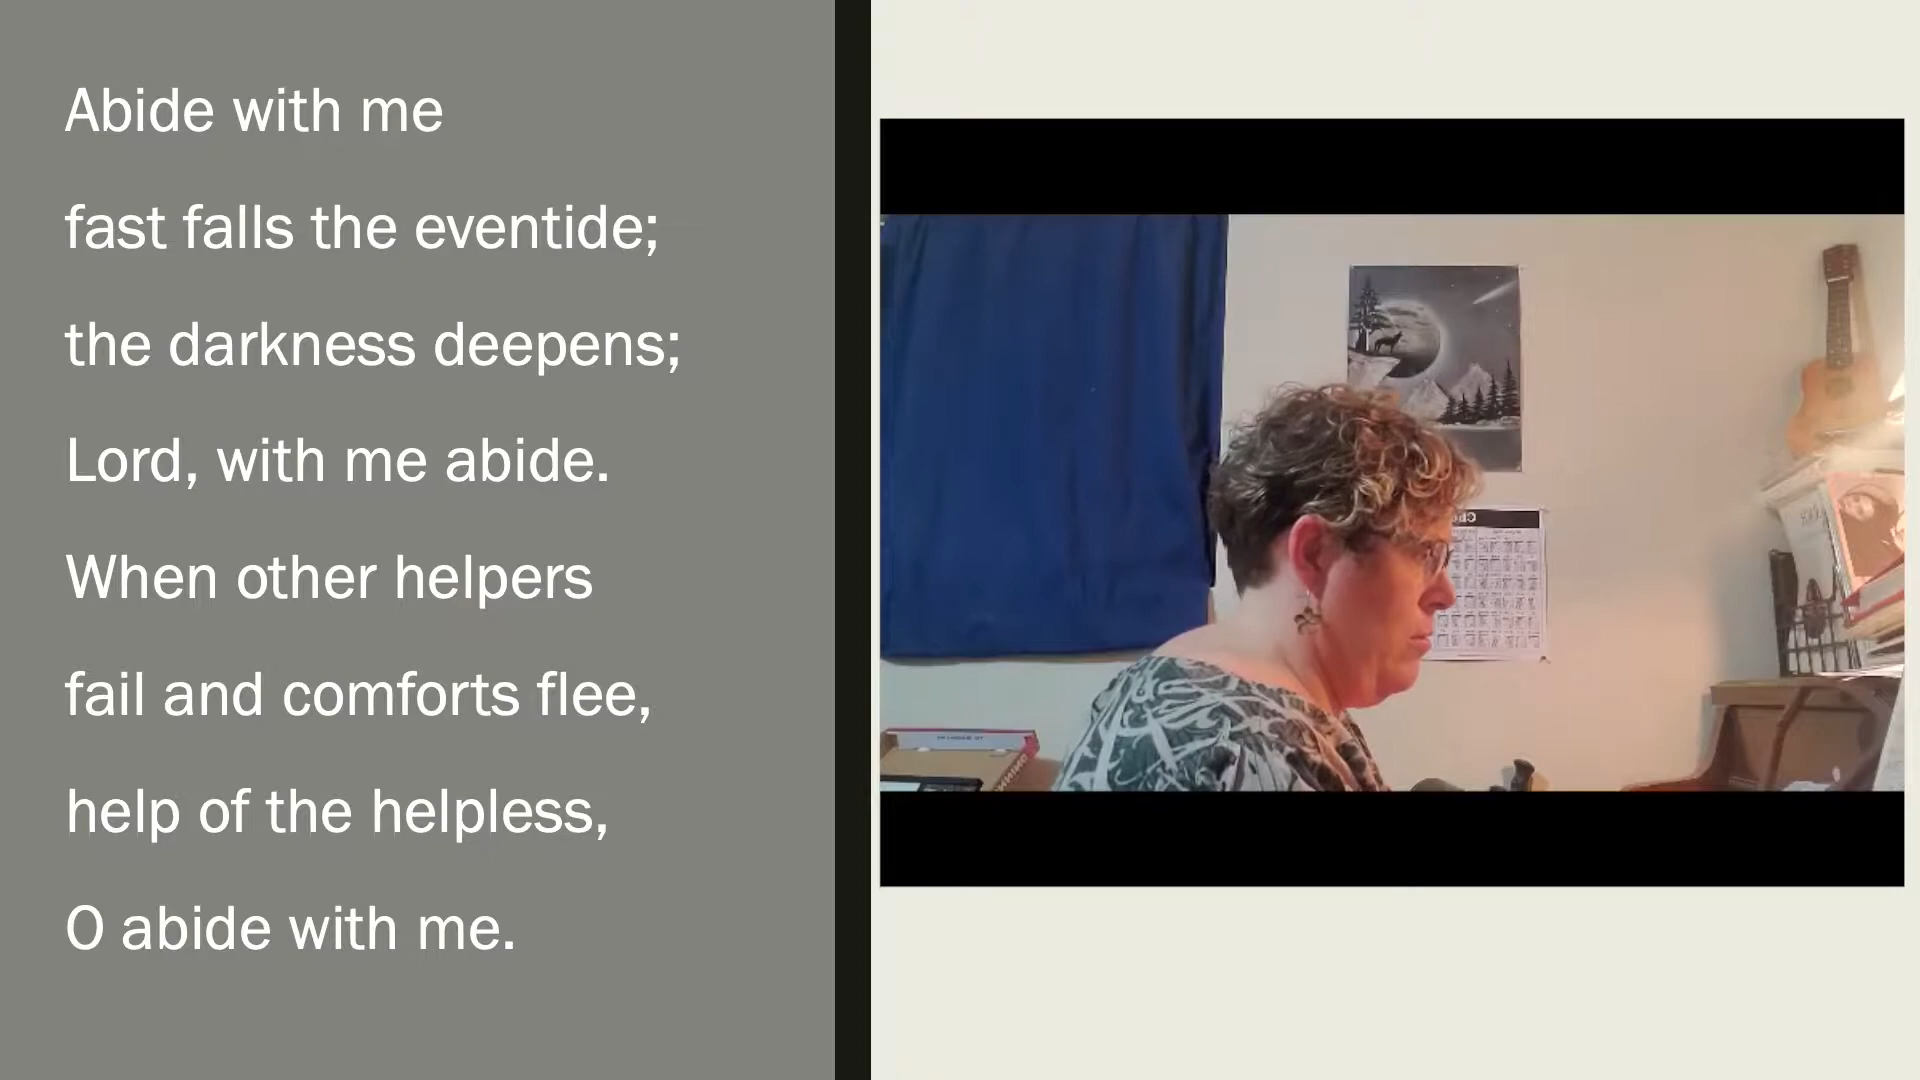 Abide with me
fast falls the eventide;
the darkness deepens;
Lord, with me abide.
When other helpers
fail and comforts flee,
help of the helpless,
O abide with me.